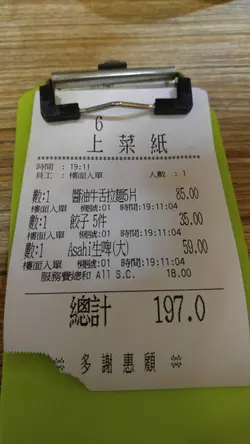 6
上菜紙
時間 : 19:11
員工 : 樓面入單 人數 : 1
數:1 醬油牛舌拉麵5片 85.00
樓面入單 機號:01 時間:19:11:04
數:1 餃子5件 35.00
樓面入單 機號:01 時間:19:11:04
數:1 Asahi生啤(大) 59.00
樓面入單 機號:01 時間:19:11:04
服務費總和 All S.C. 18.00
總計 197.0
多謝惠顧